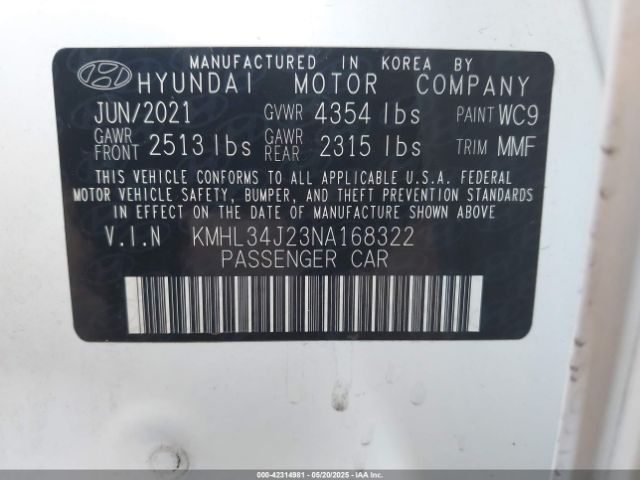 MANUFACTURED IN KOREA BY
HYUNDAI MOTOR COMPANY
JUN/2021 GVWR 4354 lbs PAINT WC9
GAWR FRONT 2513 lbs GAWR REAR 2315 lbs TRIM MMF
THIS VEHICLE CONFORMS TO ALL APPLICABLE U.S.A. FEDERAL
MOTOR VEHICLE SAFETY, BUMPER, AND THEFT PREVENTION STANDARDS
IN EFFECT ON THE DATE OF MANUFACTURE SHOWN ABOVE
V.I.N KMHL34J23NA168322
PASSENGER CAR
000-42314981 - 05/20/2025 - COPYRIGHT IAA, LLC.